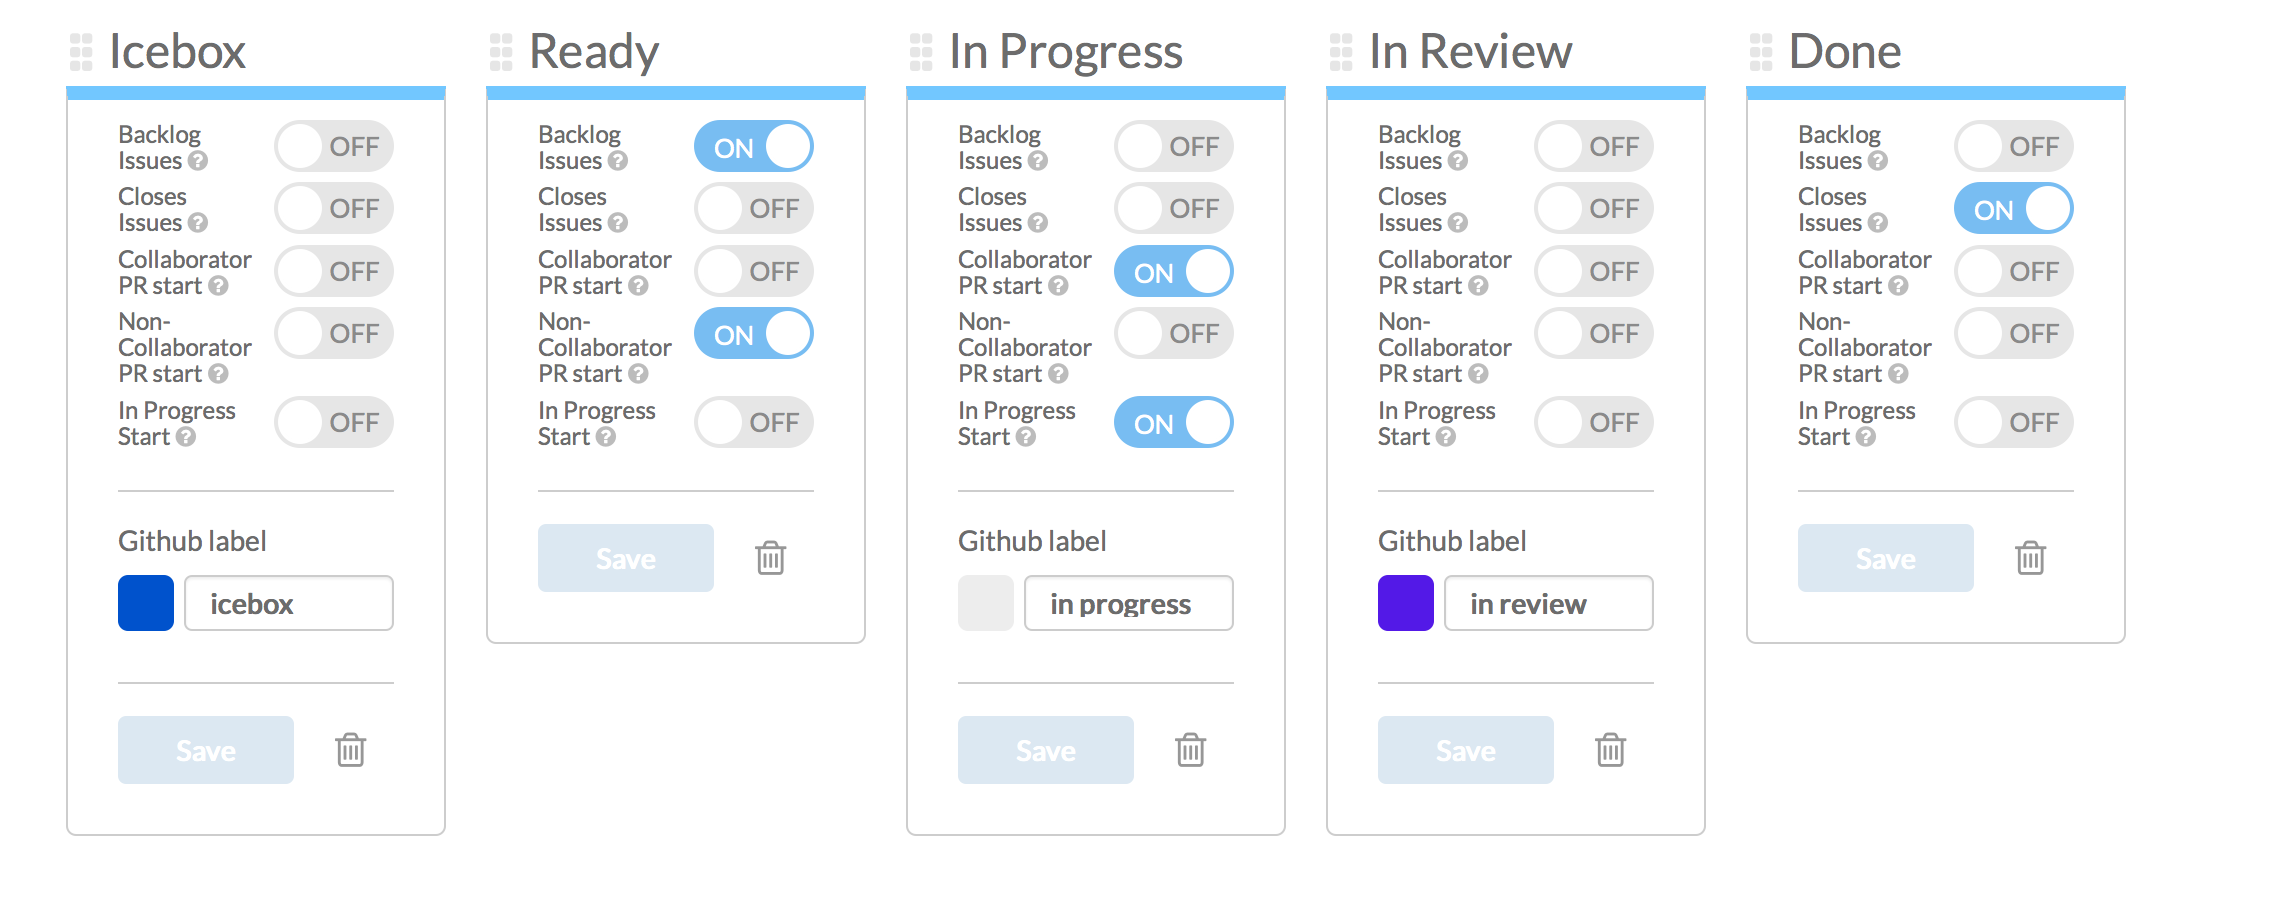 Icebox
Backlog
Issues ?
OFF
Closes
Issues ?
OFF
Collaborator
PR start ?
OFF
Non-
Collaborator
PR start ?
OFF
In Progress
Start ?
OFF
Github label
icebox
Save
Ready
Backlog
Issues ?
ON
Closes
Issues ?
OFF
Collaborator
PR start ?
OFF
Non-
Collaborator
PR start ?
ON
In Progress
Start ?
OFF
Save
In Progress
Backlog
Issues ?
OFF
Closes
Issues ?
OFF
Collaborator
PR start ?
ON
Non-
Collaborator
PR start ?
OFF
In Progress
Start ?
ON
Github label
in progress
Save
In Review
Backlog
Issues ?
OFF
Closes
Issues ?
OFF
Collaborator
PR start ?
OFF
Non-
Collaborator
PR start ?
OFF
In Progress
Start ?
OFF
Github label
in review
Save
Done
Backlog
Issues ?
OFF
Closes
Issues ?
ON
Collaborator
PR start ?
OFF
Non-
Collaborator
PR start ?
OFF
In Progress
Start ?
OFF
Save